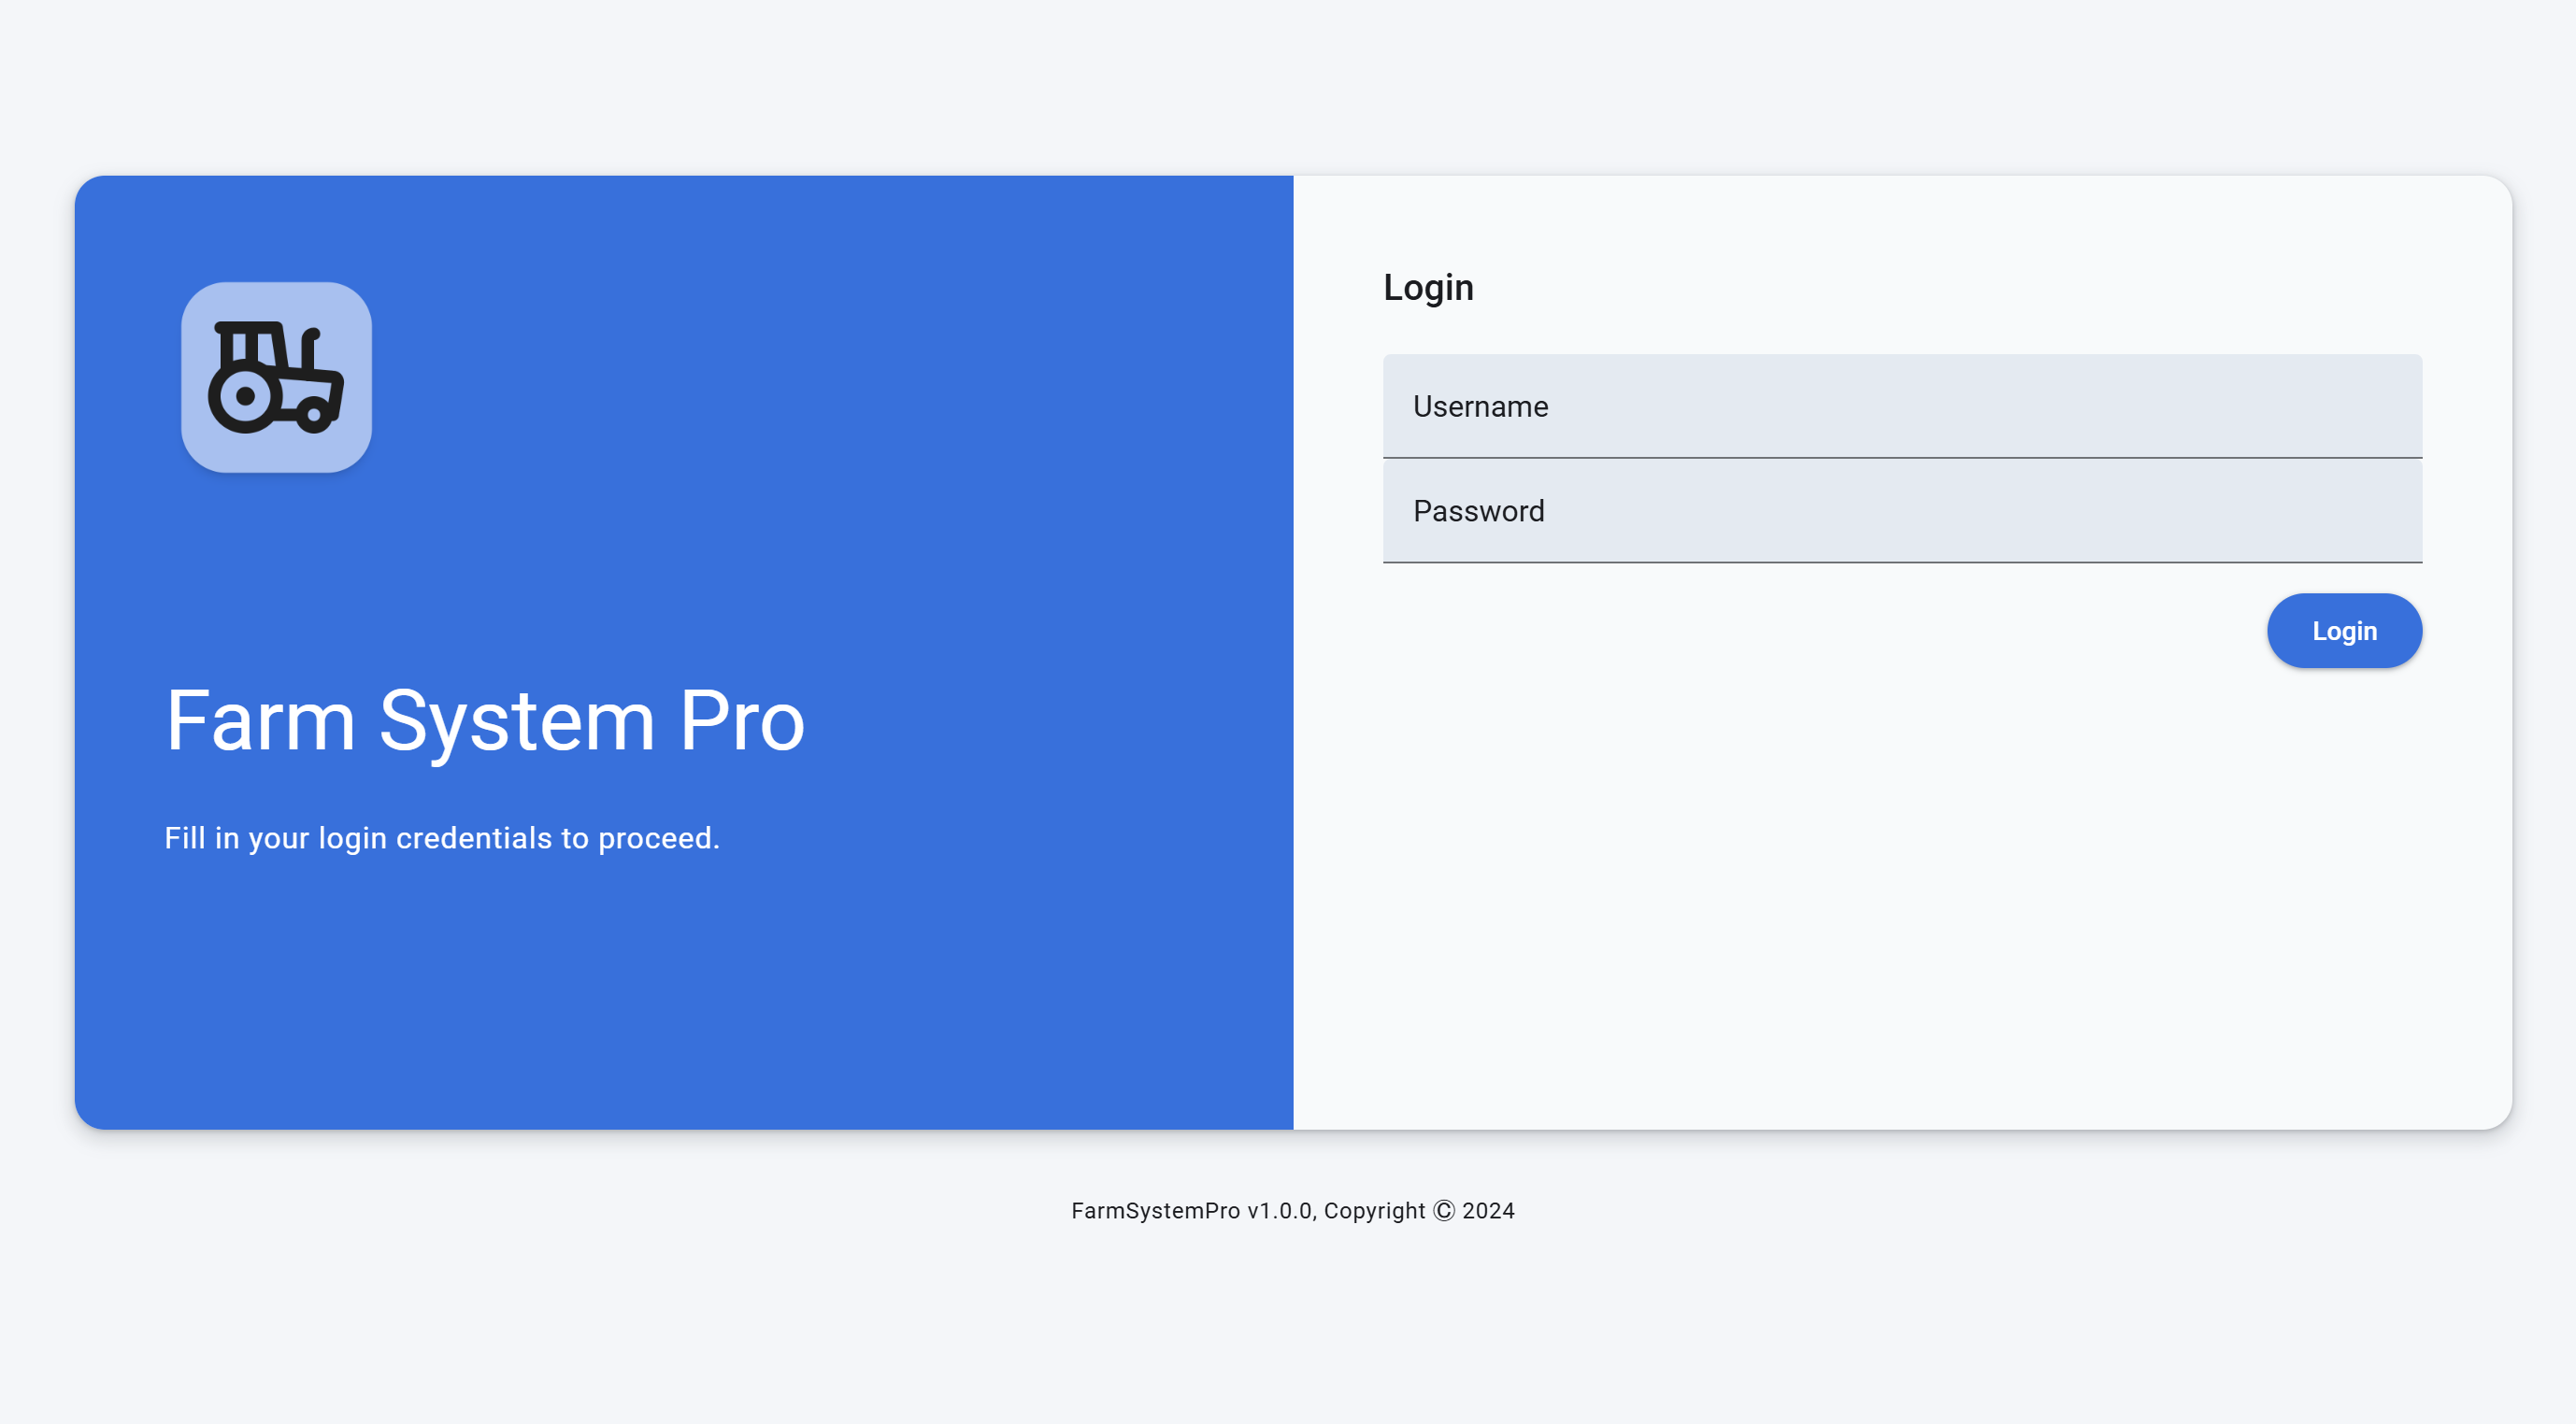 Farm System Pro
Fill in your login credentials to proceed.
Login
Username
Password
Login
FarmSystemPro v1.0.0, Copyright Ⓒ 2024